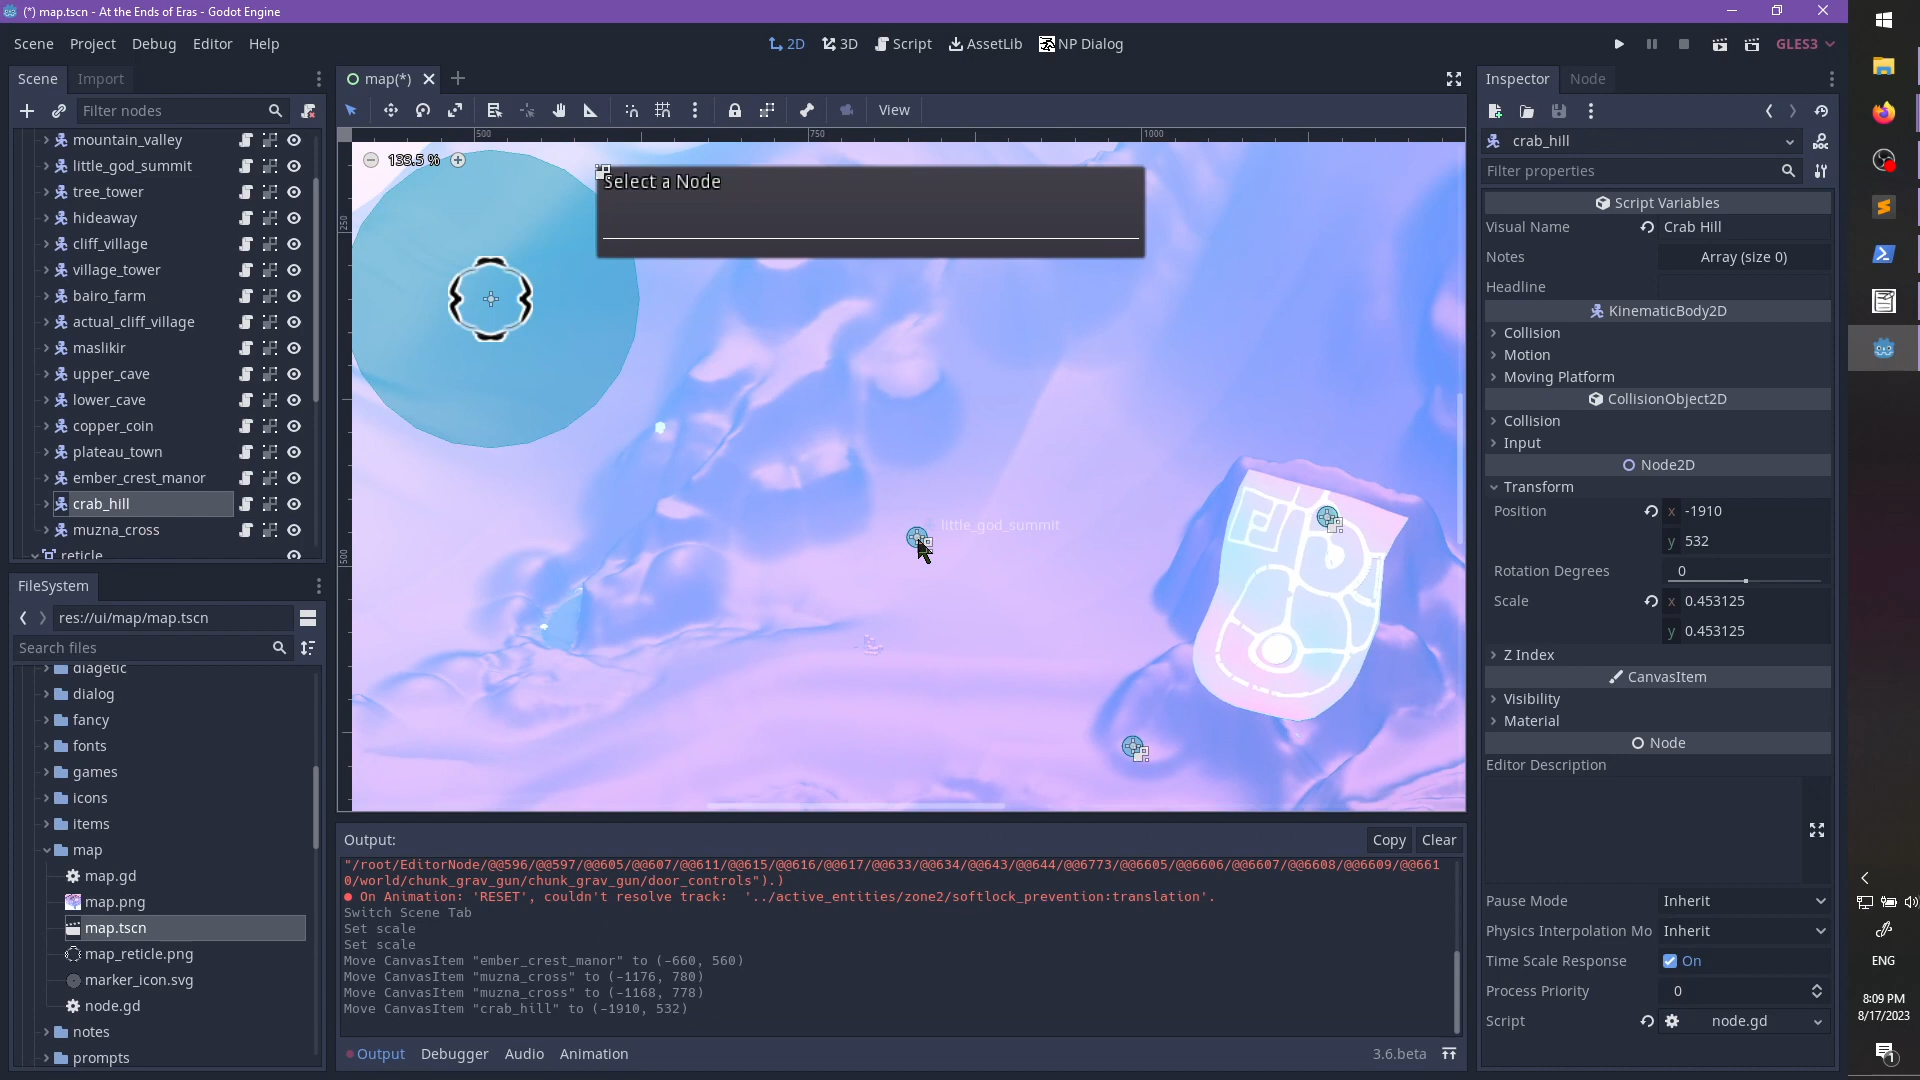 (*) map.tscn - At the Ends of Eras - Godot Engine
Scene Project Debug Editor Help
2D 3D Script AssetLib NP Dialog
GLES3
Scene Import
map(*)
Inspector Node
Filter nodes
View
mountain_valley
little_god_summit
tree_tower
hideaway
cliff_village
village_tower
bairo_farm
actual_cliff_village
maslikir
upper_cave
lower_cave
copper_coin
plateau_town
ember_crest_manor
crab_hill
muzna_cross
reticle
FileSystem
res://ui/map/map.tscn
Search files
diagetic
dialog
fancy
fonts
games
icons
items
map
map.gd
map.png
map.tscn
map_reticle.png
marker_icon.svg
node.gd
notes
prompts
500 750 1000
250
500
133.5 %
Select a Node
little_god_summit
Output:
Copy Clear
"/root/EditorNode/@@596/@@597/@@605/@@607/@@611/@@615/@@616/@@617/@@633/@@634/@@643/@@644/@@6773/@@6605/@@6606/@@6607/@@6608/@@6609/@@661
0/world/chunk_grav_gun/chunk_grav_gun/door_controls").)
On Animation: 'RESET', couldn't resolve track:  '../active_entities/zone2/softlock_prevention:translation'.
Switch Scene Tab
Set scale
Set scale
Move CanvasItem "ember_crest_manor" to (-660, 560)
Move CanvasItem "muzna_cross" to (-1176, 780)
Move CanvasItem "muzna_cross" to (-1168, 778)
Move CanvasItem "crab_hill" to (-1910, 532)
Output Debugger Audio Animation
3.6.beta
crab_hill
Filter properties
Script Variables
Visual Name Crab Hill
Notes Array (size 0)
Headline
KinematicBody2D
Collision
Motion
Moving Platform
CollisionObject2D
Collision
Input
Node2D
Transform
Position x -1910
y 532
Rotation Degrees 0
Scale x 0.453125
y 0.453125
Z Index
CanvasItem
Visibility
Material
Node
Editor Description
Pause Mode Inherit
Physics Interpolation Mo Inherit
Time Scale Response On
Process Priority 0
Script node.gd
ENG
8:09 PM
8/17/2023
1